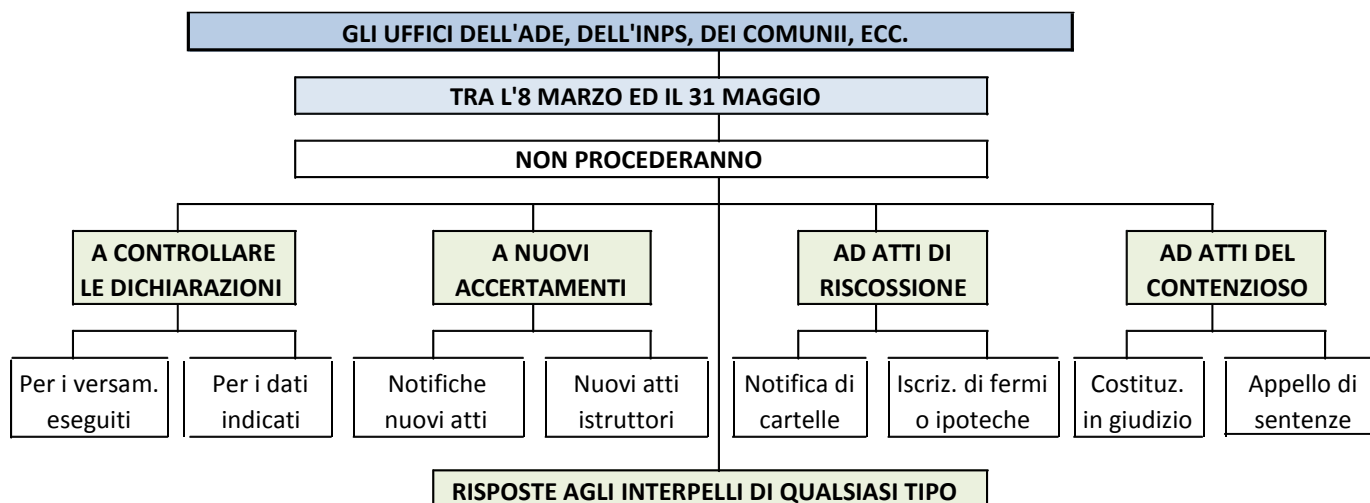 GLI UFFICI DELL'ADE, DELL'INPS, DEI COMUNII, ECC.
TRA L'8 MARZO ED IL 31 MAGGIO
NON PROCEDERANNO
A CONTROLLARE
LE DICHIARAZIONI
A NUOVI
ACCERTAMENTI
AD ATTI DI
RISCOSSIONE
AD ATTI DEL
CONTENZIOSO
Per i versam.
eseguiti
Per i dati
indicati
Notifiche
nuovi atti
Nuovi atti
istruttori
Notifica di
cartelle
Iscriz. di fermi
o ipoteche
Costituz.
in giudizio
Appello di
sentenze
RISPOSTE AGLI INTERPELLI DI QUALSIASI TIPO